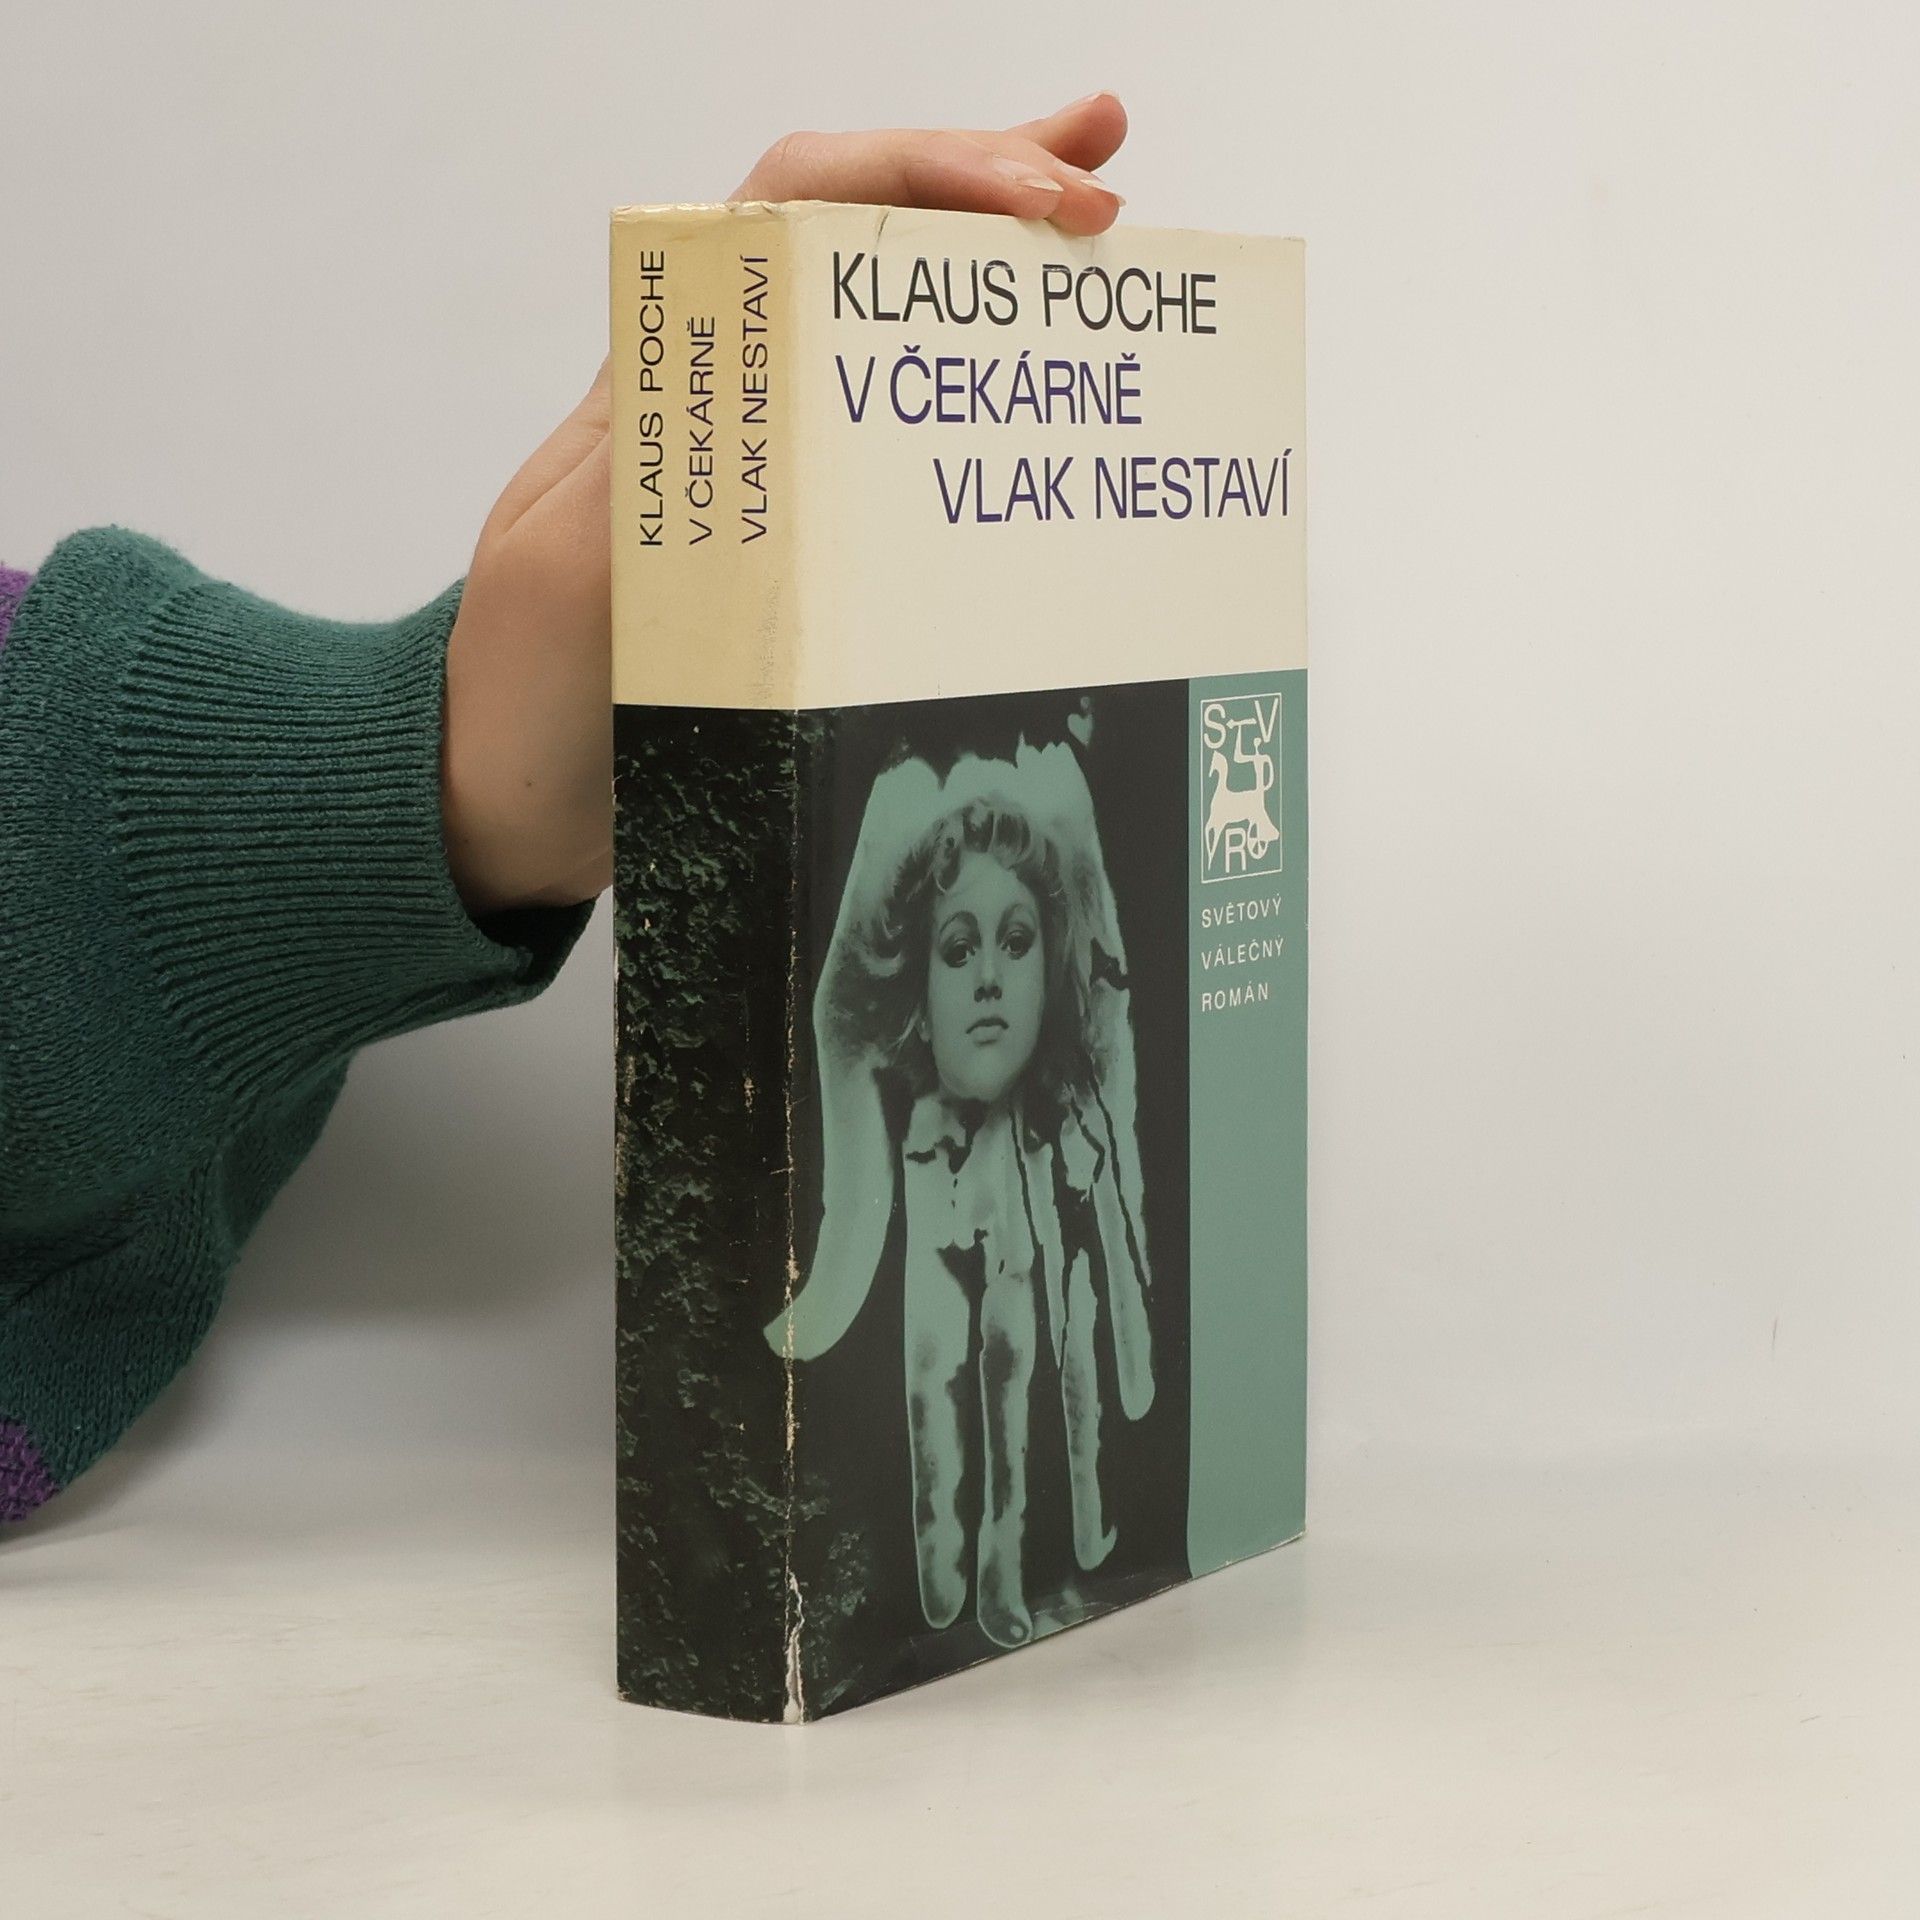 KLAUS POCHE
V ČEKÁRNĚ
VLAK NESTAVÍ
KLAUS POCHE
V ČEKÁRNĚ
VLAK NESTAVÍ
S V
R
SVĚTOVÝ
VÁLEČNÝ
ROMÁN